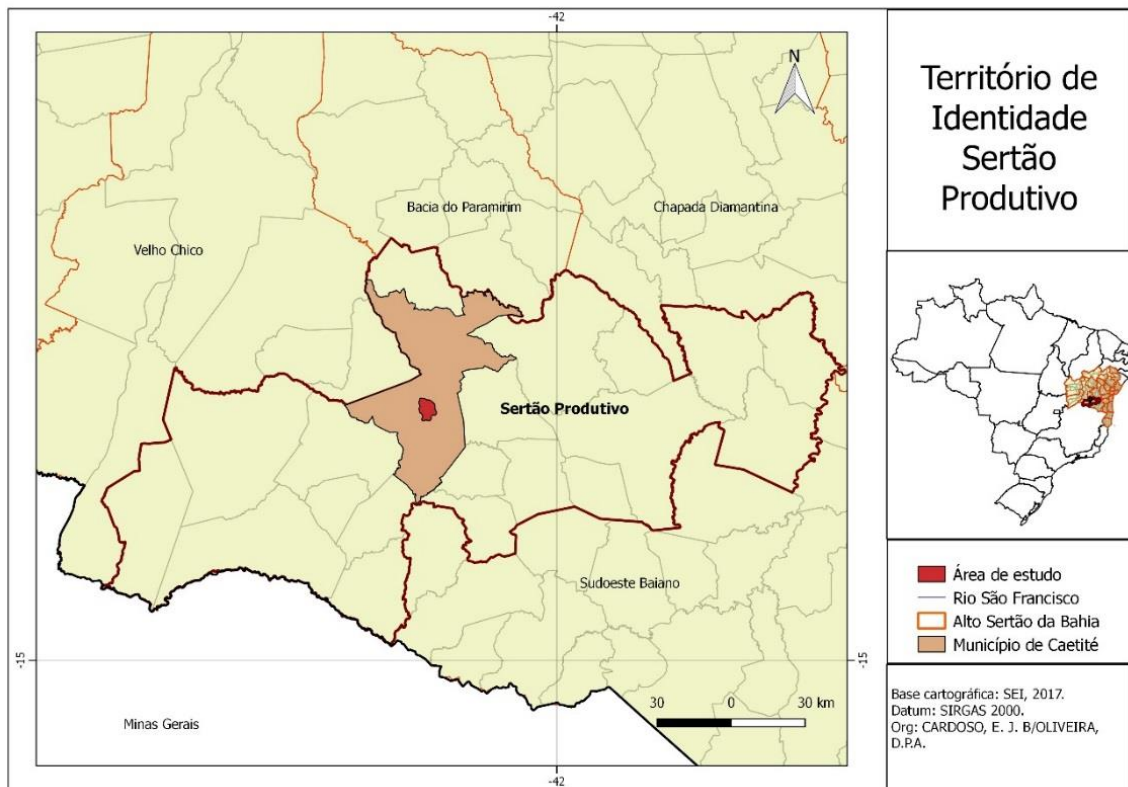 -42
N
Território de
Identidade
Sertão
Produtivo
Bacia do Paramirim
Chapada Diamantina
Velho Chico
Sertão Produtivo
Sudoeste Baiano
-15
-15
Minas Gerais
30 0 30 km
-42
Área de estudo
Rio São Francisco
Alto Sertão da Bahia
Município de Caetité
Base cartográfica: SEI, 2017.
Datum: SIRGAS 2000.
Org: CARDOSO, E. J. B/OLIVEIRA,
D.P.A.